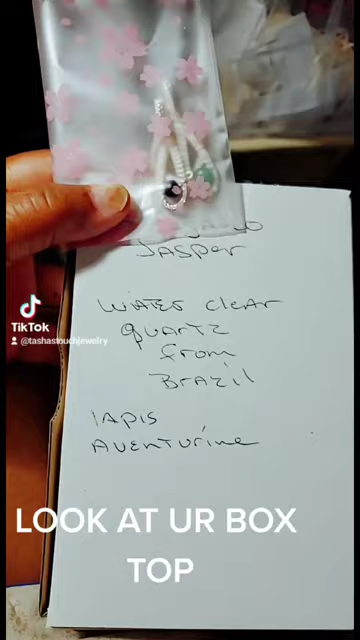 JASPER
WATER CLEAR
QUARTZ
from
BRAZIL
LAPIS
AVENTURINE
TikTok
@tashastouchjewelry
LOOK AT UR BOX
TOP